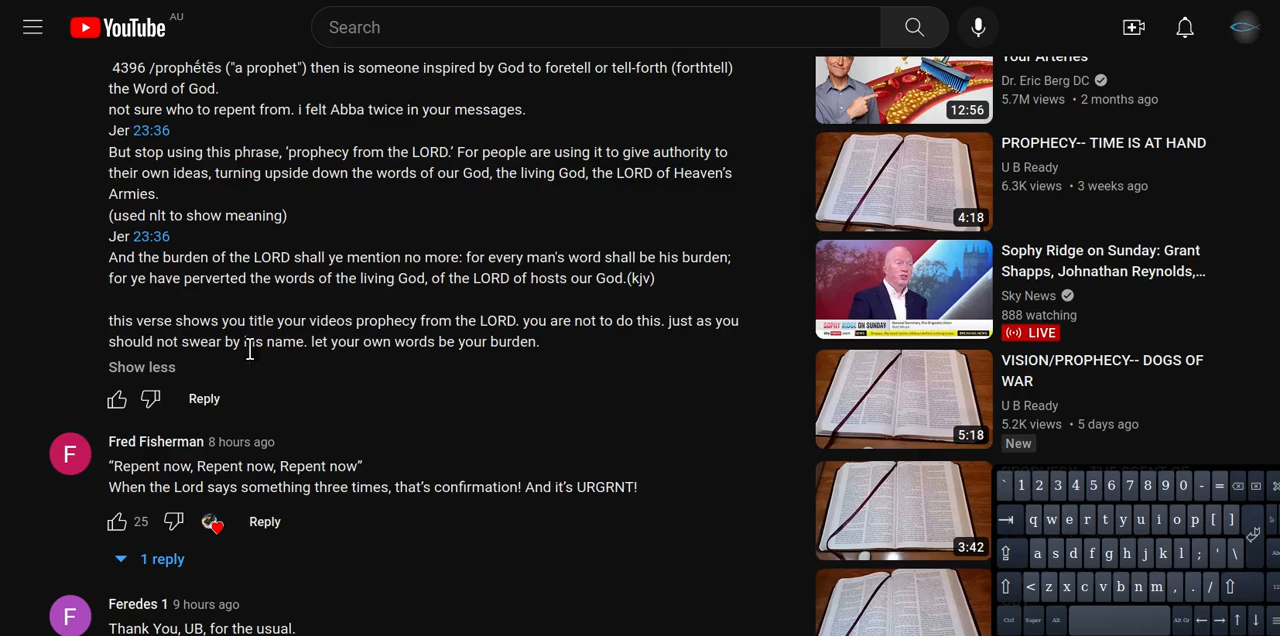 YouTube AU
Search
4396 /prophḗtēs ("a prophet") then is someone inspired by God to foretell or tell-forth (forthtell)
the Word of God.
not sure who to repent from. i felt Abba twice in your messages.
Jer 23:36
But stop using this phrase, ‘prophecy from the LORD.’ For people are using it to give authority to
their own ideas, turning upside down the words of our God, the living God, the LORD of Heaven’s
Armies.
(used nlt to show meaning)
Jer 23:36
And the burden of the LORD shall ye mention no more: for every man's word shall be his burden;
for ye have perverted the words of the living God, of the LORD of hosts our God.(kjv)
this verse shows you title your videos prophecy from the LORD. you are not to do this. just as you
should not swear by his name. let your own words be your burden.
Show less
Reply
F
Fred Fisherman 8 hours ago
“Repent now, Repent now, Repent now”
When the Lord says something three times, that’s confirmation! And it’s URGRNT!
25 Reply
1 reply
F
Feredes 1 9 hours ago
Thank You, UB, for the usual.
Your Arteries
Dr. Eric Berg DC
5.7M views • 2 months ago
12:56
PROPHECY-- TIME IS AT HAND
U B Ready
6.3K views • 3 weeks ago
4:18
Sophy Ridge on Sunday: Grant
Shapps, Johnathan Reynolds,...
Sky News
888 watching
LIVE
SOPHY RIDGE ON SUNDAY
VISION/PROPHECY-- DOGS OF
WAR
U B Ready
5.2K views • 5 days ago
New
5:18
3:42
` 1 2 3 4 5 6 7 8 9 0 - =
q w e r t y u i o p [ ]
a s d f g h j k l ; ' \
< z x c v b n m , . /
Ctrl Super Alt Alt Gr